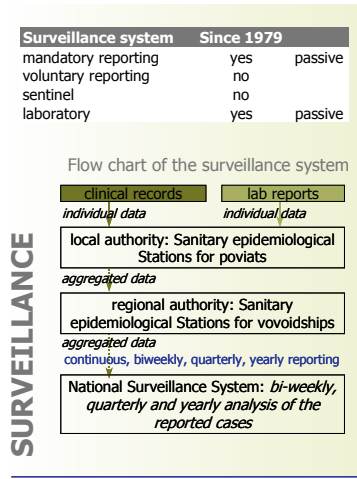 Surveillance system Since 1979
mandatory reporting yes passive
voluntary reporting no
sentinel no
laboratory yes passive
Flow chart of the surveillance system
clinical records lab reports
individual data individual data
local authority: Sanitary epidemiological
Stations for poviats
aggregated data
regional authority: Sanitary
epidemiological Stations for vovoidships
aggregated data
continuous, biweekly, quarterly, yearly reporting
National Surveillance System: bi-weekly,
quarterly and yearly analysis of the
reported cases
SURVEILLANCE